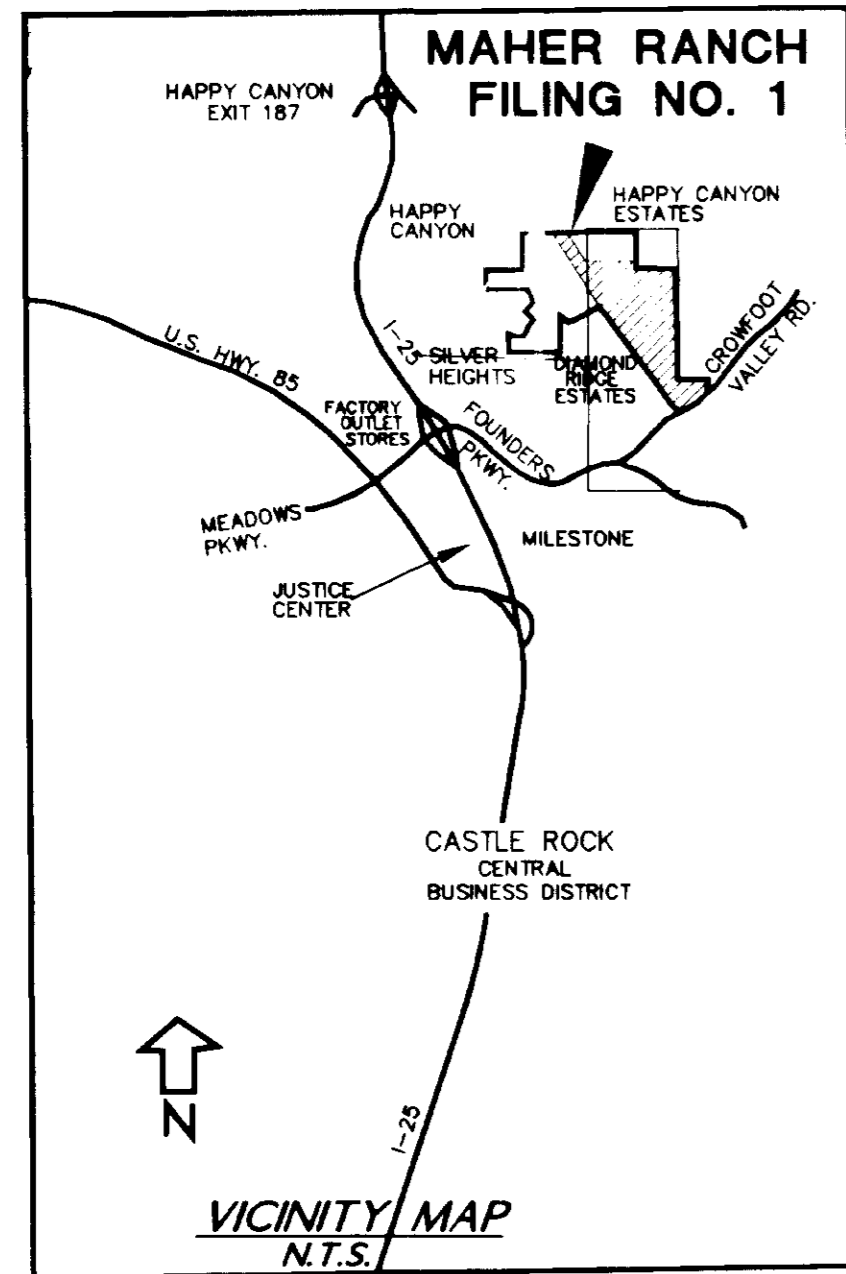 MAHER RANCH
FILING NO. 1
HAPPY CANYON
EXIT 187
HAPPY CANYON
ESTATES
HAPPY
CANYON
CROWFOOT
VALLEY RD.
U.S. HWY. 85
I-25
SILVER
HEIGHTS
DIAMOND
RIDGE
ESTATES
FACTORY
OUTLET
STORES
FOUNDERS
PKWY.
MEADOWS
PKWY.
MILESTONE
JUSTICE
CENTER
CASTLE ROCK
CENTRAL
BUSINESS DISTRICT
N
I-25
VICINITY MAP
N.T.S.